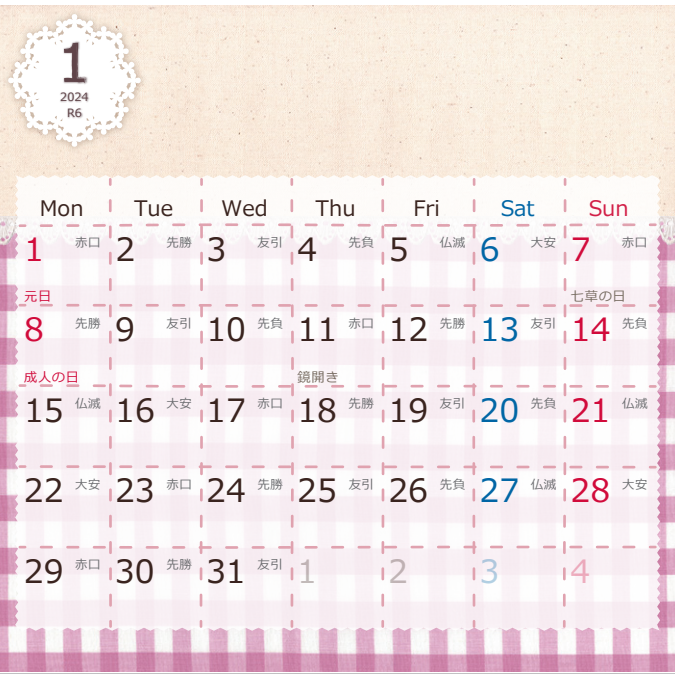 1
2024
R6
Mon Tue Wed Thu Fri Sat Sun
1 赤口 2 先勝 3 友引 4 先負 5 仏滅 6 大安 7 赤口
元日 七草の日
8 先勝 9 友引 10 先負 11 赤口 12 先勝 13 友引 14 先負
成人の日 鏡開き
15 仏滅 16 大安 17 赤口 18 先勝 19 友引 20 先負 21 仏滅
22 大安 23 赤口 24 先勝 25 友引 26 先負 27 仏滅 28 大安
29 赤口 30 先勝 31 友引 1 2 3 4